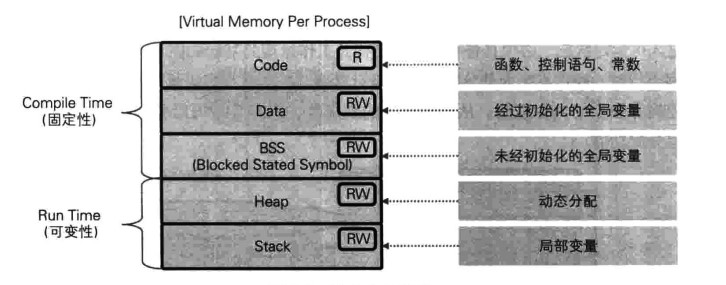 [Virtual Memory Per Process]
Compile Time
(固定性)
Code
R
函数、控制语句、常数
Data
RW
经过初始化的全局变量
BSS
(Blocked Stated Symbol)
RW
未经初始化的全局变量
Run Time
(可变性)
Heap
RW
动态分配
Stack
RW
局部变量